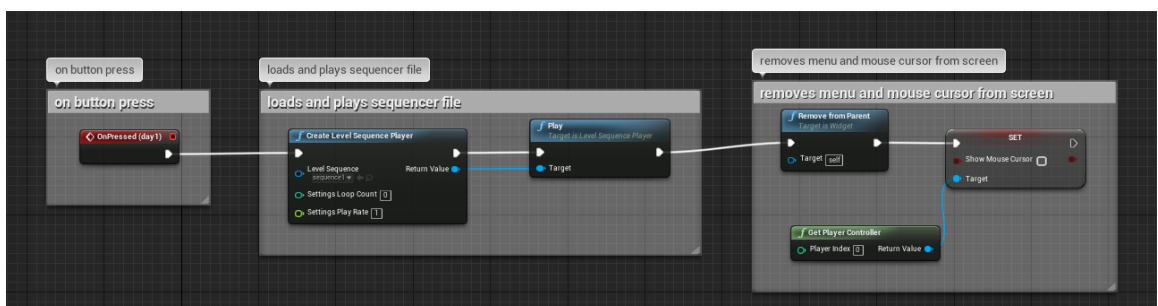 on button press
on button press
OnPressed (day1)
loads and plays sequencer file
loads and plays sequencer file
Create Level Sequence Player
Level Sequence
sequence1
Return Value
Settings Loop Count 0
Settings Play Rate 1
Play
Target is Level Sequence Player
Target
removes menu and mouse cursor from screen
removes menu and mouse cursor from screen
Remove from Parent
Target is Widget
Target self
SET
Show Mouse Cursor
Target
Get Player Controller
Player Index 0 Return Value